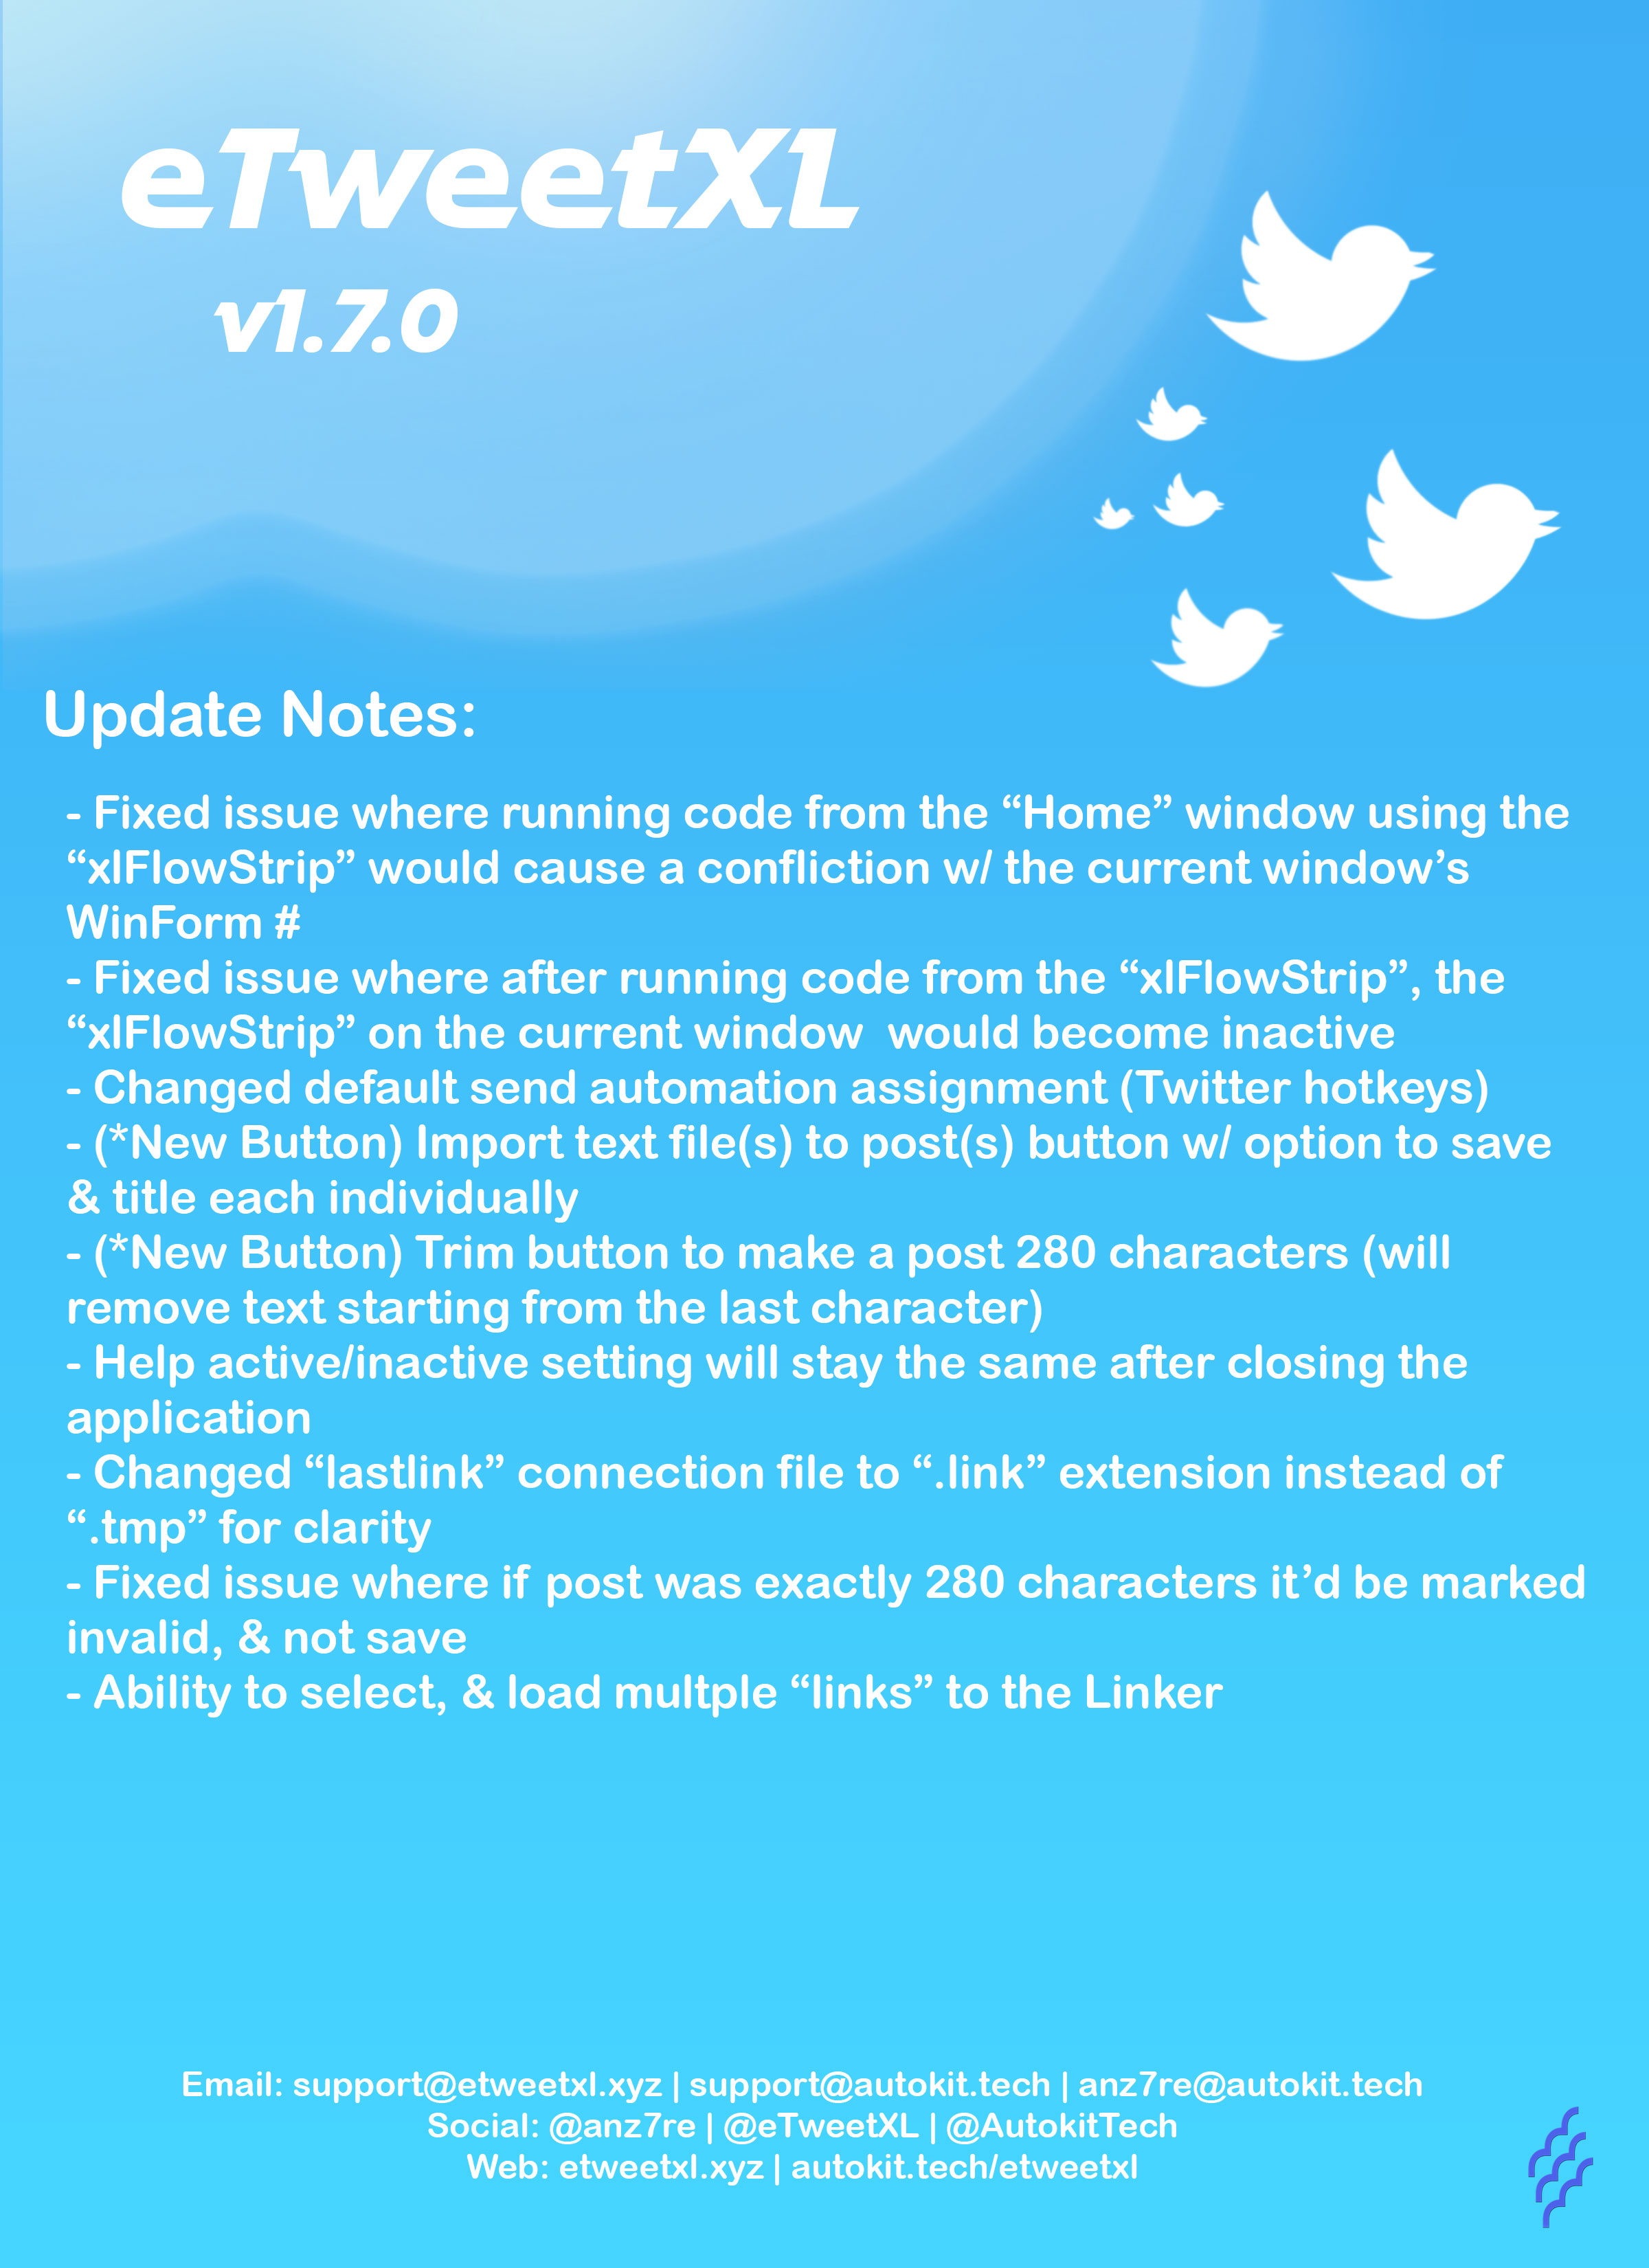 eTweetXL
v1.7.0
Update Notes:
- Fixed issue where running code from the “Home” window using the
“xlFlowStrip” would cause a confliction w/ the current window’s
WinForm #
- Fixed issue where after running code from the “xlFlowStrip”, the
“xlFlowStrip” on the current window  would become inactive
- Changed default send automation assignment (Twitter hotkeys)
- (*New Button) Import text file(s) to post(s) button w/ option to save
& title each individually
- (*New Button) Trim button to make a post 280 characters (will
remove text starting from the last character)
- Help active/inactive setting will stay the same after closing the
application
- Changed “lastlink” connection file to “.link” extension instead of
“.tmp” for clarity
- Fixed issue where if post was exactly 280 characters it’d be marked
invalid, & not save
- Ability to select, & load multple “links” to the Linker
Email: support@etweetxl.xyz | support@autokit.tech | anz7re@autokit.tech
Social: @anz7re | @eTweetXL | @AutokitTech
Web: etweetxl.xyz | autokit.tech/etweetxl